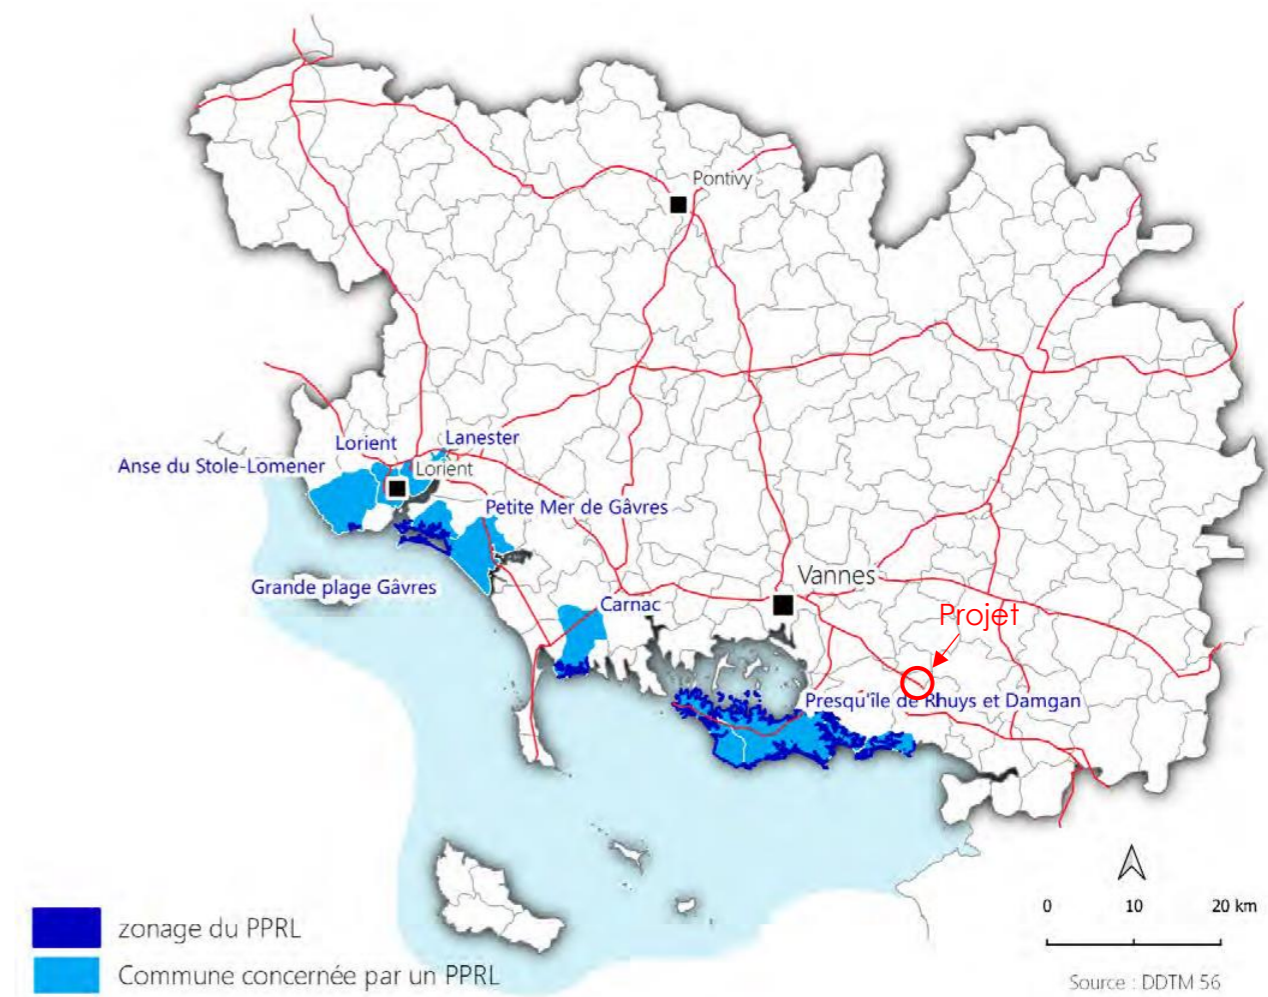 Pontivy
Lorient
Lanester
Anse du Stole-Lomener
Lorient
Petite Mer de Gâvres
Vannes
Grande plage Gâvres
Carnac
Projet
Presqu'île de Rhuys et Damgan
0 10 20 km
zonage du PPRL
Commune concernée par un PPRL
Source : DDTM 56